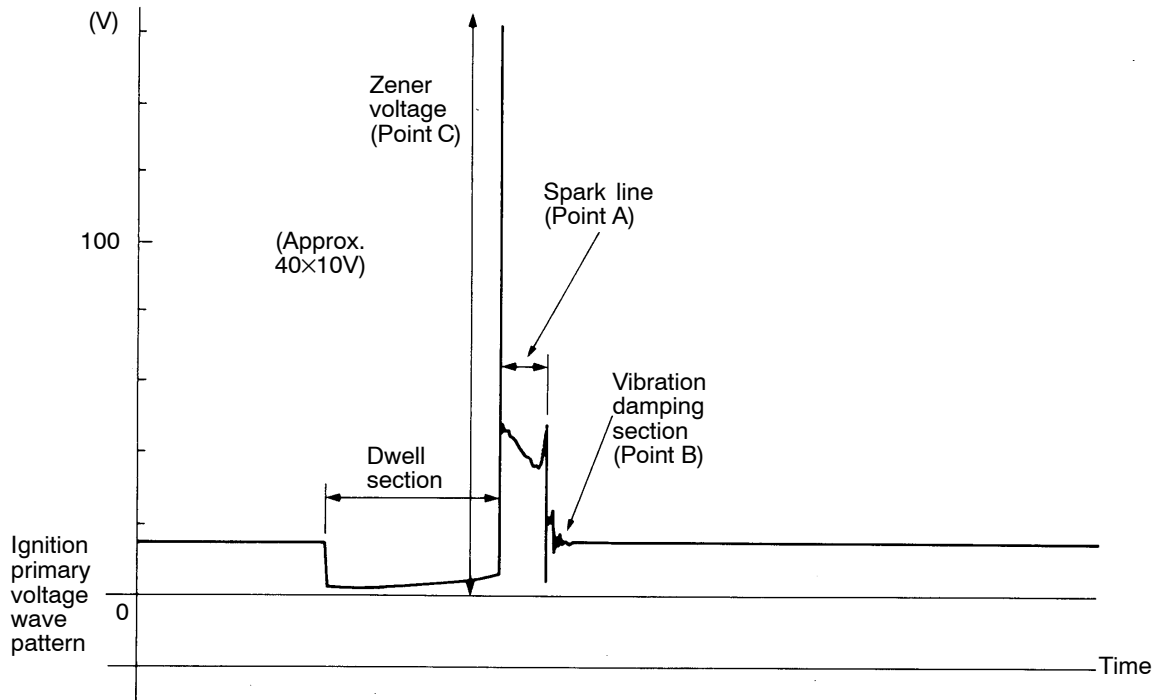 (V)
Zener
voltage
(Point C)
Spark line
(Point A)
100
(Approx.
40×10V)
Vibration
damping
section
(Point B)
Dwell
section
Ignition
primary
voltage
wave
pattern
0
Time